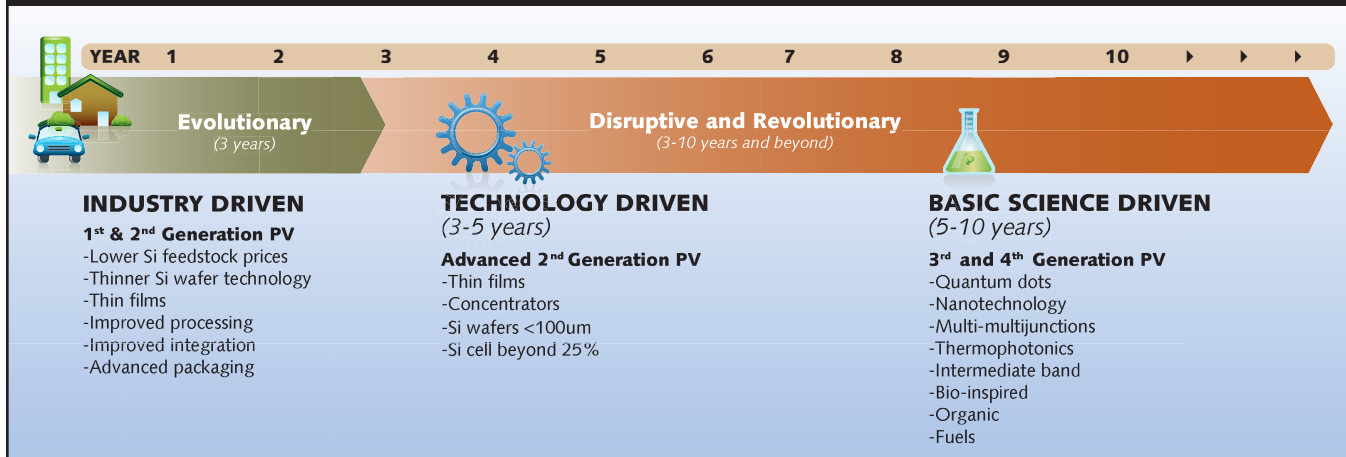 YEAR 1 2 3 4 5 6 7 8 9 10
Evolutionary
(3 years)
Disruptive and Revolutionary
(3-10 years and beyond)
INDUSTRY DRIVEN
1st & 2nd Generation PV
-Lower Si feedstock prices
-Thinner Si wafer technology
-Thin films
-Improved processing
-Improved integration
-Advanced packaging
TECHNOLOGY DRIVEN
(3-5 years)
Advanced 2nd Generation PV
-Thin films
-Concentrators
-Si wafers <100um
-Si cell beyond 25%
BASIC SCIENCE DRIVEN
(5-10 years)
3rd and 4th Generation PV
-Quantum dots
-Nanotechnology
-Multi-multijunctions
-Thermophotonics
-Intermediate band
-Bio-inspired
-Organic
-Fuels